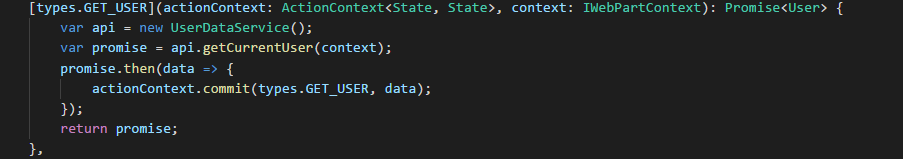 [types.GET_USER](actionContext: ActionContext<State, State>, context: IWebPartContext): Promise<User> {
var api = new UserDataService();
var promise = api.getCurrentUser(context);
promise.then(data => {
actionContext.commit(types.GET_USER, data);
});
return promise;
},